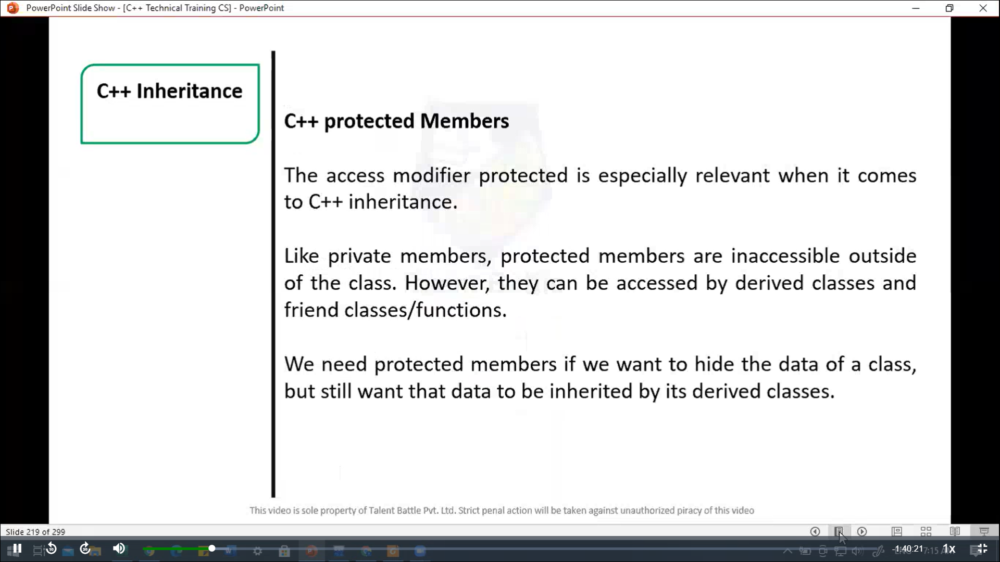 PowerPoint Slide Show - [C++ Technical Training CS] - PowerPoint
C++ Inheritance
C++ protected Members
The access modifier protected is especially relevant when it comes
to C++ inheritance.
Like private members, protected members are inaccessible outside
of the class. However, they can be accessed by derived classes and
friend classes/functions.
We need protected members if we want to hide the data of a class,
but still want that data to be inherited by its derived classes.
This video is sole property of Talent Battle Pvt. Ltd. Strict penal action will be taken against unauthorized piracy of this video
Slide 219 of 299
10
30
-1:40:21
7:15 AM
1x